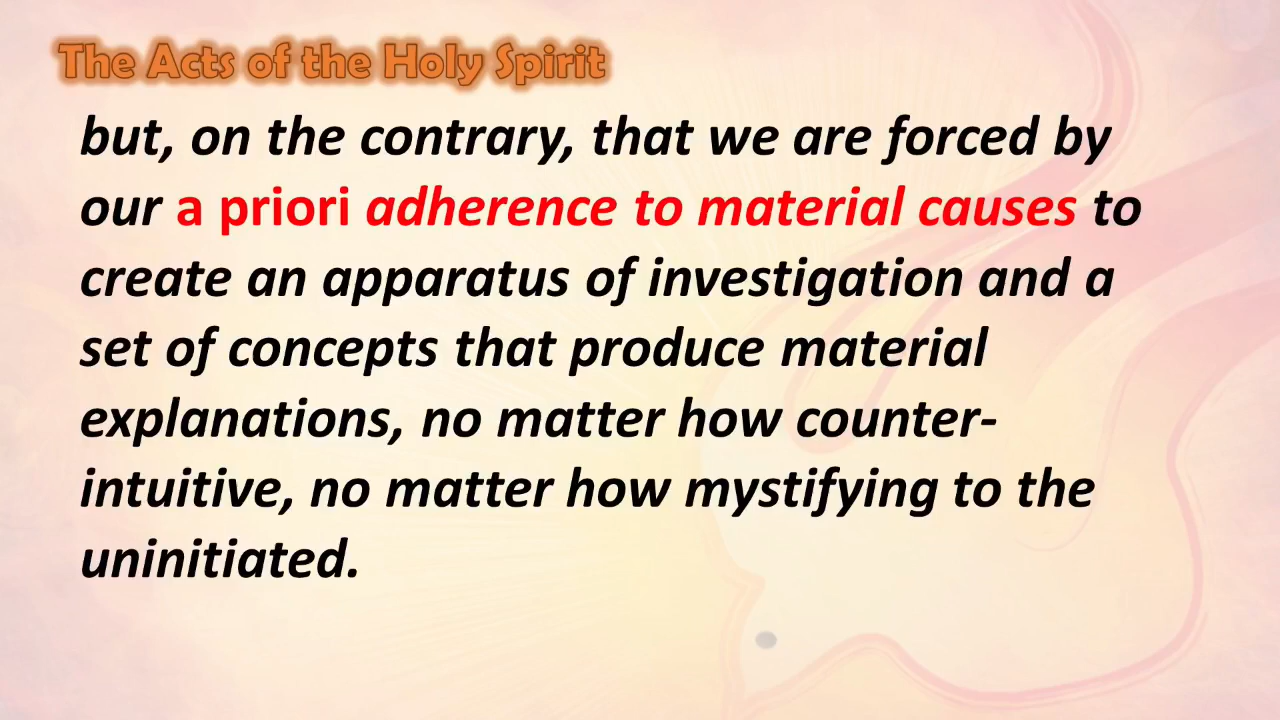 The Acts of the Holy Spirit
but, on the contrary, that we are forced by
our a priori adherence to material causes to
create an apparatus of investigation and a
set of concepts that produce material
explanations, no matter how counter-
intuitive, no matter how mystifying to the
uninitiated.